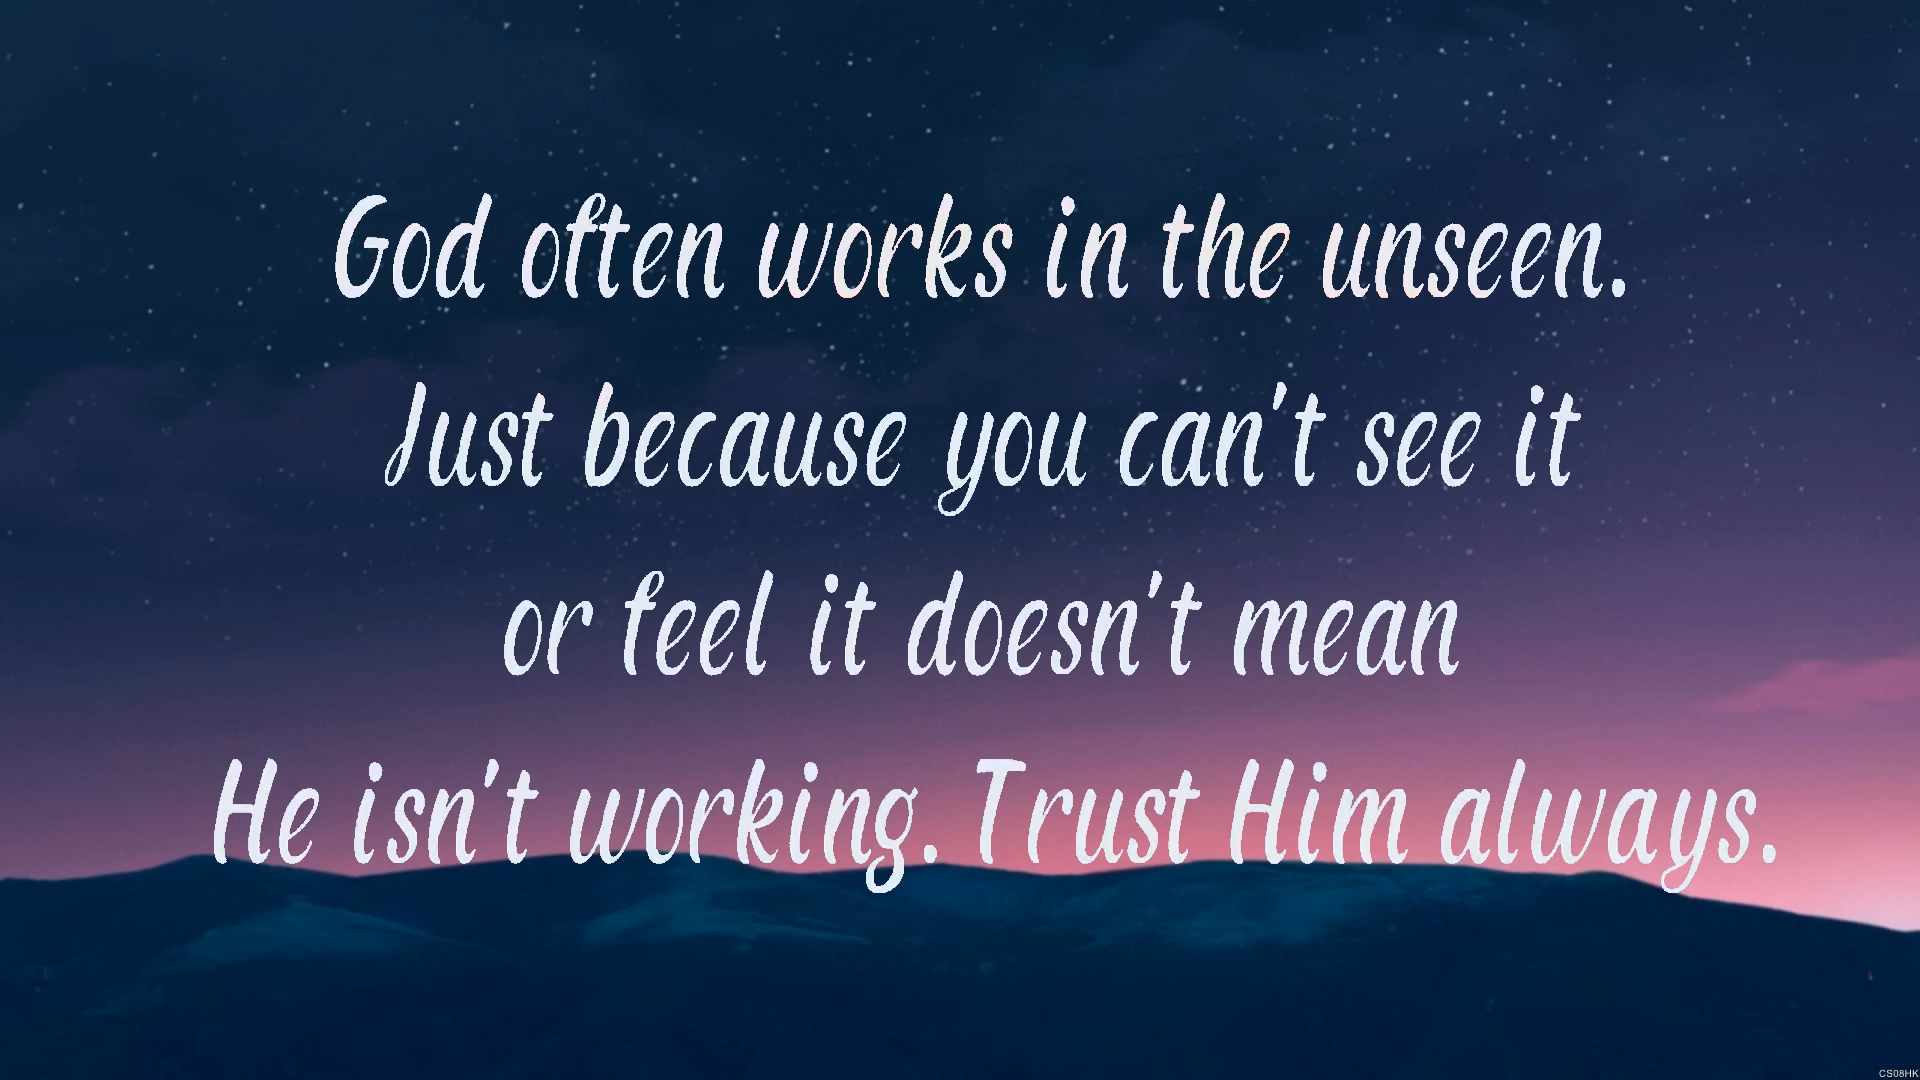 God often works in the unseen.
Just because you can't see it
or feel it doesn't mean
He isn't working. Trust Him always.
CS08HK